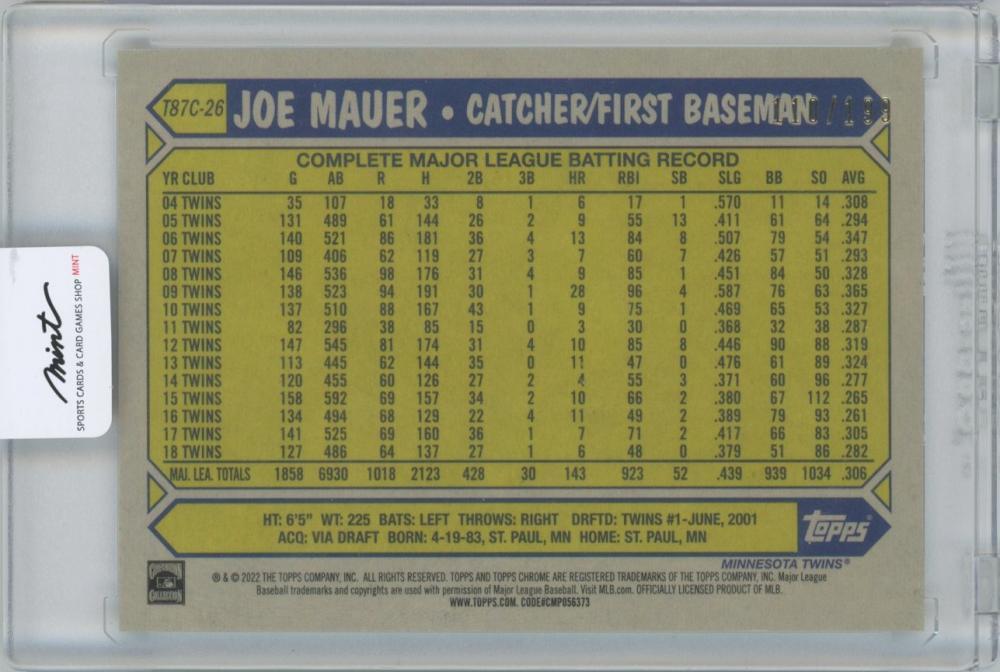 T87C-26 JOE MAUER • CATCHER/FIRST BASEMAN /199
COMPLETE MAJOR LEAGUE BATTING RECORD
YR CLUB G AB R H 2B 3B HR RBI SB SLG BB SO AVG
04 TWINS 35 107 18 33 8 1 6 17 1 .570 11 14 .308
05 TWINS 131 489 61 144 26 2 9 55 13 .411 61 64 .294
06 TWINS 140 521 86 181 36 4 13 84 8 .507 79 54 .347
07 TWINS 109 406 62 119 27 3 7 60 7 .426 57 51 .293
08 TWINS 146 536 98 176 31 4 9 85 1 .451 84 50 .328
09 TWINS 138 523 94 191 30 1 28 96 4 .587 76 63 .365
10 TWINS 137 510 88 167 43 1 9 75 1 .469 65 53 .327
11 TWINS 82 296 38 85 15 0 3 30 0 .368 32 38 .287
12 TWINS 147 545 81 174 31 4 10 85 8 .446 90 88 .319
13 TWINS 113 445 62 144 35 0 11 47 0 .476 61 89 .324
14 TWINS 120 455 60 126 27 2 4 55 3 .371 60 96 .277
15 TWINS 158 592 69 157 34 2 10 66 2 .380 67 112 .265
16 TWINS 134 494 68 129 22 4 11 49 2 .389 79 93 .261
17 TWINS 141 525 69 160 36 1 7 71 2 .417 66 83 .305
18 TWINS 127 486 64 137 27 1 6 48 0 .379 51 86 .282
MAJ. LEA. TOTALS 1858 6930 1018 2123 428 30 143 923 52 .439 939 1034 .306
HT: 6'5" WT: 225 BATS: LEFT THROWS: RIGHT DRFTD: TWINS #1-JUNE, 2001
ACQ: VIA DRAFT BORN: 4-19-83, ST. PAUL, MN HOME: ST. PAUL, MN
Topps®
MINNESOTA TWINS®
® & © 2022 THE TOPPS COMPANY, INC. ALL RIGHTS RESERVED. TOPPS AND TOPPS CHROME ARE REGISTERED TRADEMARKS OF THE TOPPS COMPANY, INC. Major League
Baseball trademarks and copyrights are used with permission of Major League Baseball. Visit MLB.com. OFFICIALLY LICENSED PRODUCT OF MLB.
WWW.TOPPS.COM. CODE#CMP056373
mint
SPORTS CARDS & CARD GAMES SHOP MINT